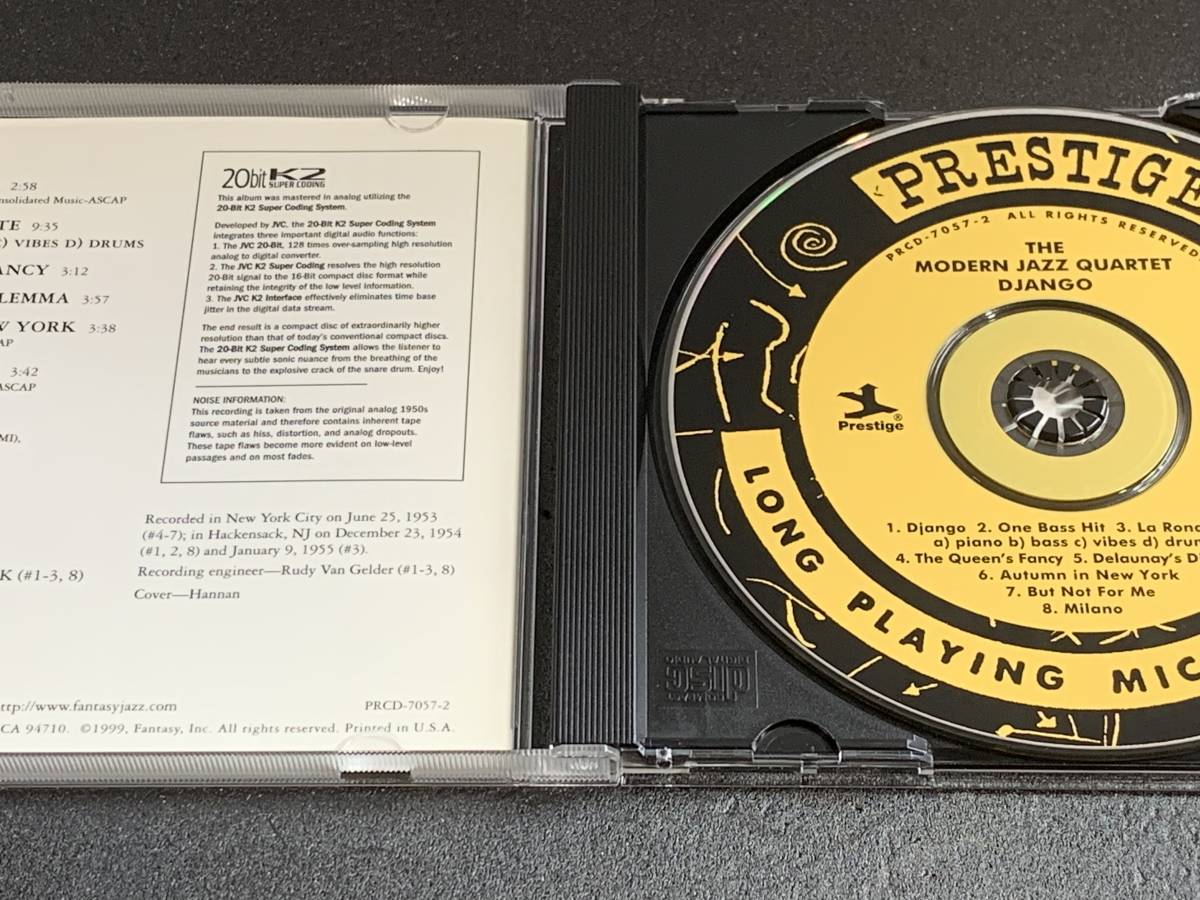 2:58
nsolidated Music-ASCAP
TE 9:35
C) VIBES D) DRUMS
ANCY 3:12
LEMMA 3:57
W YORK 3:38
AP
3:42
ASCAP
MI),
K (#1-3, 8)
20bit K2
SUPER CODING
This album was mastered in analog utilizing the
20-Bit K2 Super Coding System.
Developed by JVC, the 20-Bit K2 Super Coding System
integrates three important digital audio functions:
1. The JVC 20-Bit, 128 times over-sampling high resolution
analog to digital converter.
2. The JVC K2 Super Coding resolves the high resolution
20-Bit signal to the 16-Bit compact disc format while
retaining the integrity of the low level information.
3. The JVC K2 Interface effectively eliminates time base
jitter in the digital data stream.
The end result is a compact disc of extraordinarily higher
resolution than that of today's conventional compact discs.
The 20-Bit K2 Super Coding System allows the listener to
hear every subtle sonic nuance from the breathing of the
musicians to the explosive crack of the snare drum. Enjoy!
NOISE INFORMATION:
This recording is taken from the original analog 1950s
source material and therefore contains inherent tape
flaws, such as hiss, distortion, and analog dropouts.
These tape flaws become more evident on low-level
passages and on most fades.
Recorded in New York City on June 25, 1953
(#4-7); in Hackensack, NJ on December 23, 1954
(#1, 2, 8) and January 9, 1955 (#3).
Recording engineer—Rudy Van Gelder (#1-3, 8)
Cover—Hannan
ttp://www.fantasyjazz.com PRCD-7057-2
CA 94710. ©1999, Fantasy, Inc. All rights reserved. Printed in U.S.A.
PRESTIGE
PRCD-7057-2 ALL RIGHTS RESERVED.
THE
MODERN JAZZ QUARTET
DJANGO
Prestige®
1. Django 2. One Bass Hit 3. La Ron
a) piano b) bass c) vibes d) drum
4. The Queen's Fancy 5. Delaunay's D
6. Autumn in New York
7. But Not For Me
8. Milano
LONG PLAYING MIC
disc
DIGITAL AUDIO